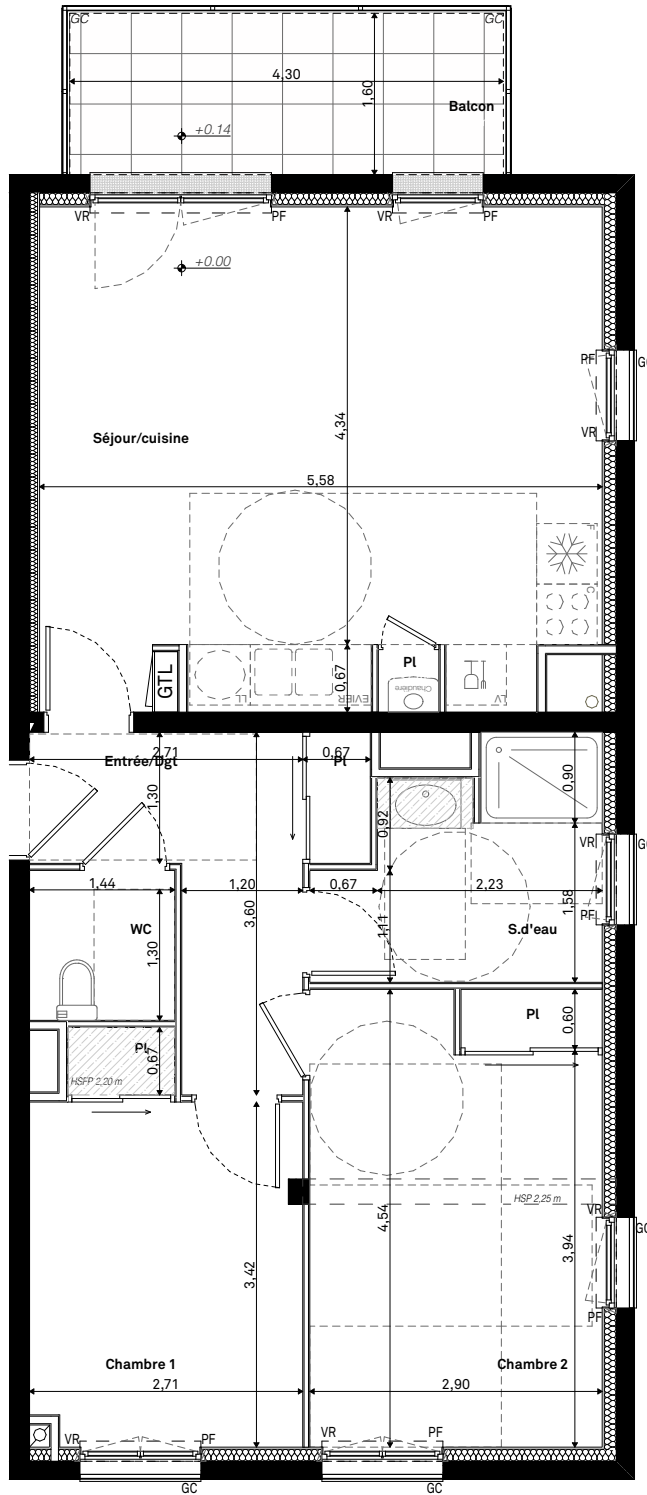 GC
GC
4,30
1,60
Balcon
+0.14
VR
PF
VR
PF
+0.00
PF
GC
VR
4,34
Séjour/cuisine
5,58
F
C
GTL
LL
EVIER
0,67
Pl
Chaudière
LV
Entrée/Dgt
2,71
0,67
Pl
1,30
0,90
0,92
VR
GC
1,44
1,20
0,67
2,23
3,60
1,58
PF
WC
1,30
1,11
S.d'eau
Pl
0,60
Pl
0,67
HSFP 2,20 m
HSP 2,25 m
VR
GC
4,54
3,94
3,42
PF
Chambre 1
2,71
Chambre 2
2,90
VR
PF
VR
PF
GC
GC